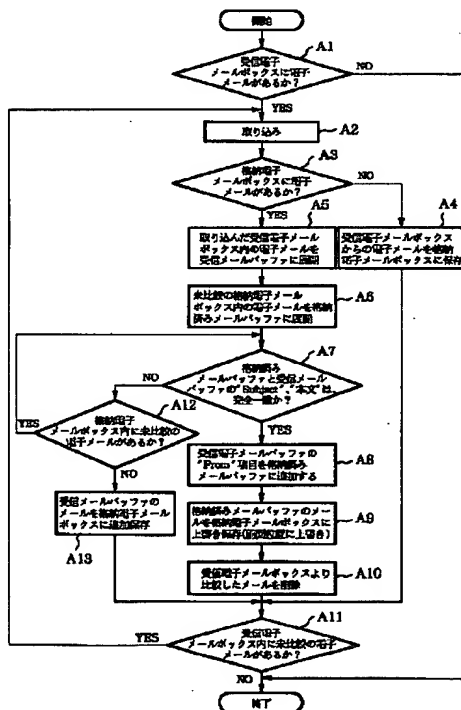 開始
A1
受信電子
メールボックスに電子
メールがあるか?
NO
YES
取り込み
A2
A3
格納電子
メールボックスに電子
メールがあるか?
NO
YES
A5
A4
取り込んだ受信電子メール
ボックス内の電子メールを
受信メールバッファに展開
受信電子メールボックス
からの電子メールを格納
電子メールボックスに保存
未比較の格納電子メール
ボックス内の電子メールを格納
済みメールバッファに展開
A6
A7
格納済み
メールバッファと受信メール
バッファの"Subject","本文"は、
完全一致か?
NO
YES
A12
格納電子
メールボックス内に未比較の
電子メールがあるか?
YES
NO
受信電子メールバッファの
"From"項目を格納済み
メールバッファに追加する
A8
受信メールバッファの
メールを格納電子メール
ボックスに追加保存
A13
格納済みメールバッファのメー
ルを格納電子メールボックスに
A9
受信電子メールボックスより
比較したメールを削除
A10
A11
受信電子
メールボックス内に未比較の電子
メールがあるか?
YES
NO
終了